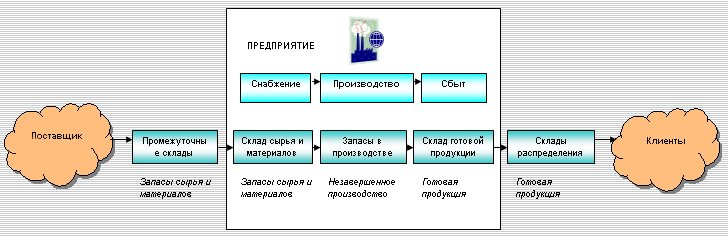 ПРЕДПРИЯТИЕ
Снабжение
Производство
Сбыт
Поставщик
Промежуточны
е склады
Склад сырья и
материалов
Запасы в
производстве
Склад готовой
продукции
Склады
распределения
Клиенты
Запасы сырья и
материалов
Запасы сырья и
материалов
Незавершенное
производство
Готовая
продукция
Готовая
продукция